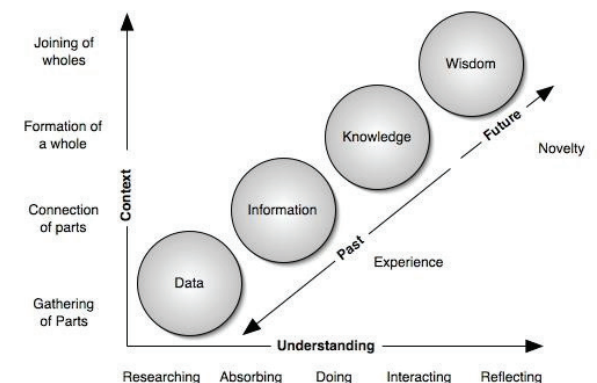 Joining of
wholes
Wisdom
Formation of
a whole
Knowledge
Future
Novelty
Context
Connection
of parts
Information
Past
Experience
Data
Gathering
of Parts
Understanding
Researching Absorbing Doing Interacting Reflecting